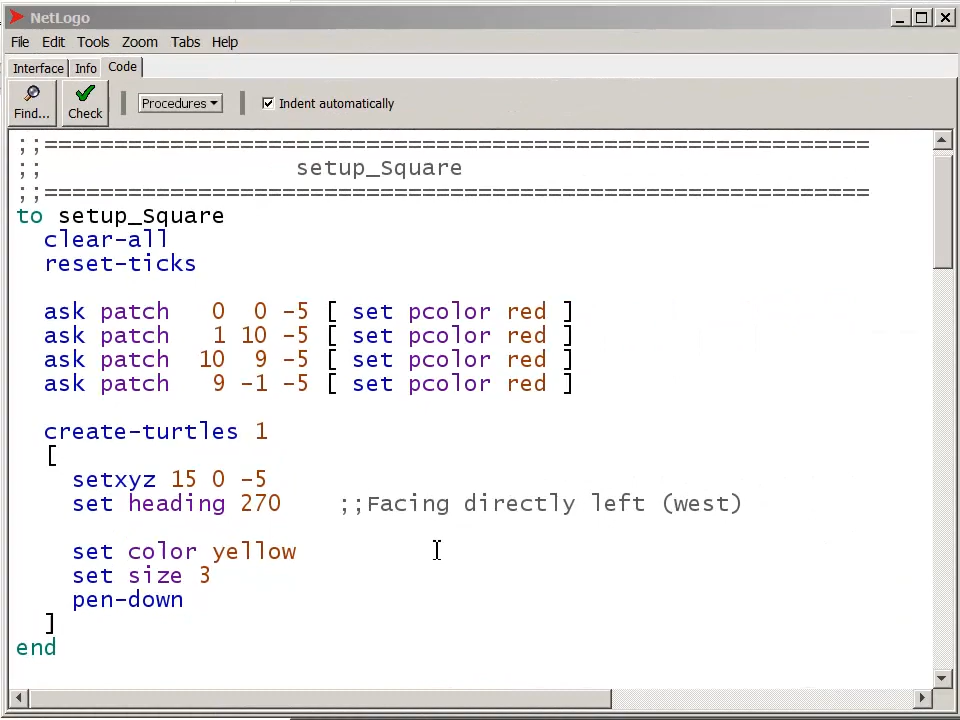 NetLogo
File Edit Tools Zoom Tabs Help
Interface Info Code
Find... Check Procedures Indent automatically
;;===========================================================
;; setup_Square
;;===========================================================
to setup_Square
clear-all
reset-ticks
ask patch 0 0 -5 [ set pcolor red ]
ask patch 1 10 -5 [ set pcolor red ]
ask patch 10 9 -5 [ set pcolor red ]
ask patch 9 -1 -5 [ set pcolor red ]
create-turtles 1
[
setxyz 15 0 -5
set heading 270 ;;Facing directly left (west)
set color yellow
set size 3
pen-down
]
end